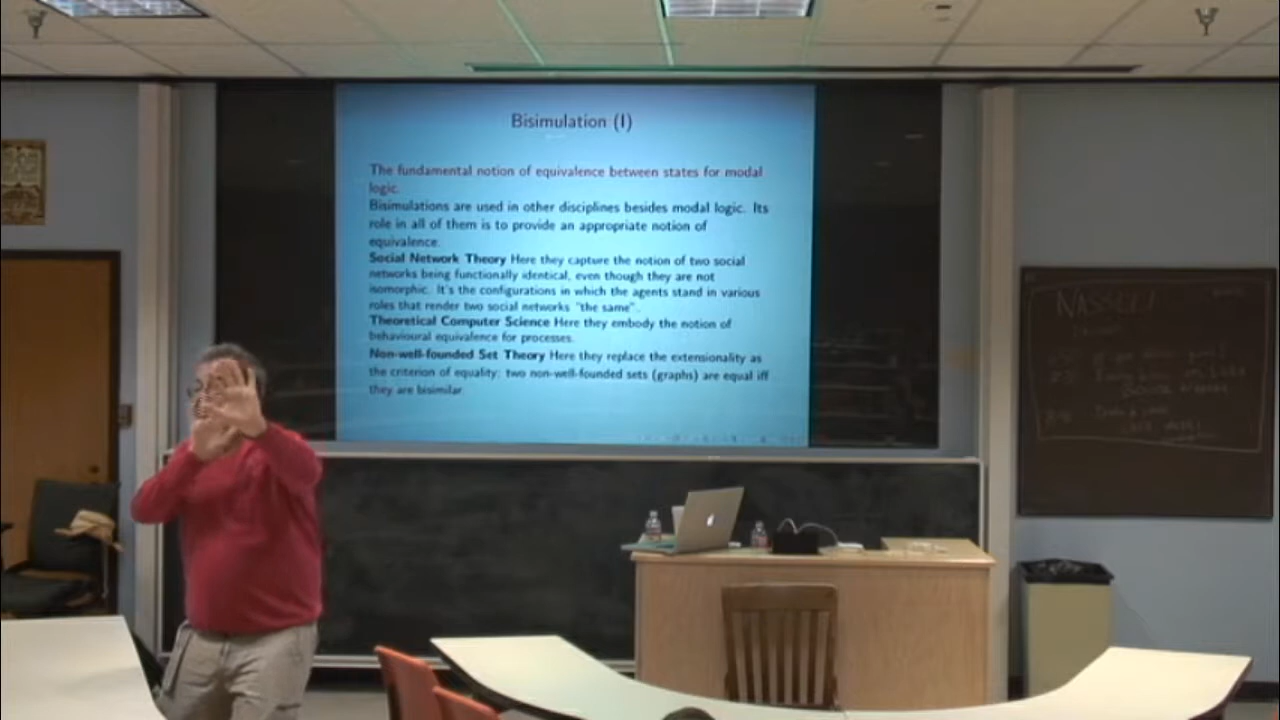 Bisimulation (I)
The fundamental notion of equivalence between states for modal
logic.
Bisimulations are used in other disciplines besides modal logic. Its
role in all of them is to provide an appropriate notion of
equivalence.
Social Network Theory Here they capture the notion of two social
networks being functionally identical, even though they are not
isomorphic. It's the configurations in which the agents stand in various
roles that render two social networks "the same".
Theoretical Computer Science Here they embody the notion of
behavioural equivalence for processes.
Non-well-founded Set Theory Here they replace the extensionality as
the criterion of equality: two non-well-founded sets (graphs) are equal iff
they are bisimilar.
NASSLLI